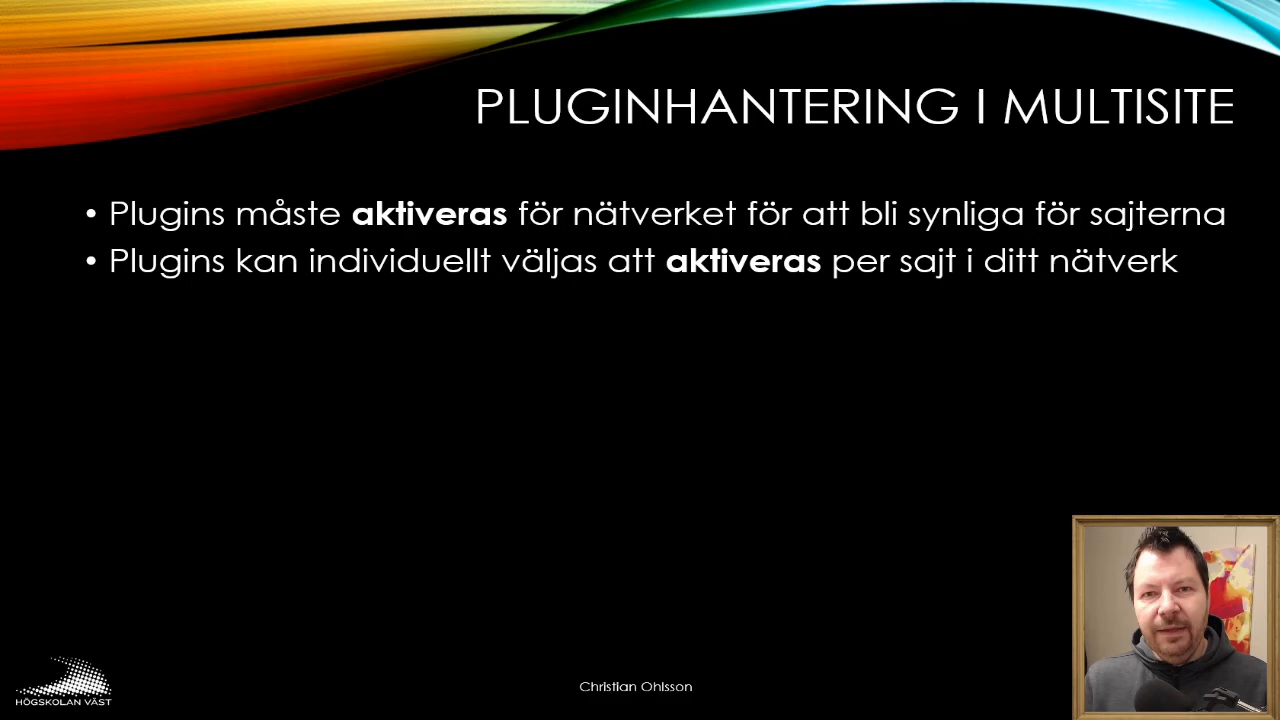 PLUGINHANTERING I MULTISITE
• Plugins måste aktiveras för nätverket för att bli synliga för sajterna
• Plugins kan individuellt väljas att aktiveras per sajt i ditt nätverk
HÖGSKOLAN VÄST
Christian Ohlsson